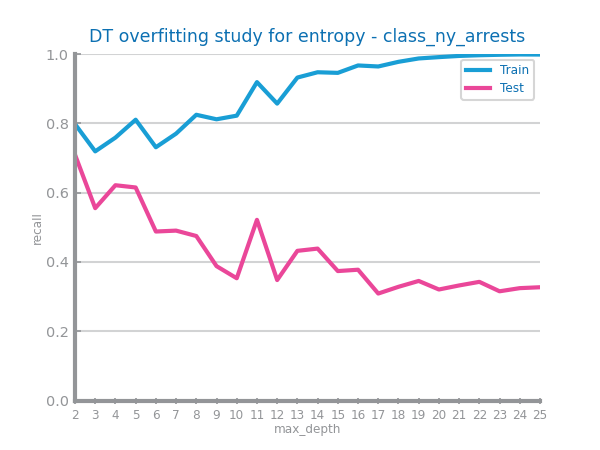 DT overfitting study for entropy - class_ny_arrests
1.0
0.8
0.6
0.4
0.2
0.0
recall
Train
Test
2 3 4 5 6 7 8 9 10 11 12 13 14 15 16 17 18 19 20 21 22 23 24 25
max_depth